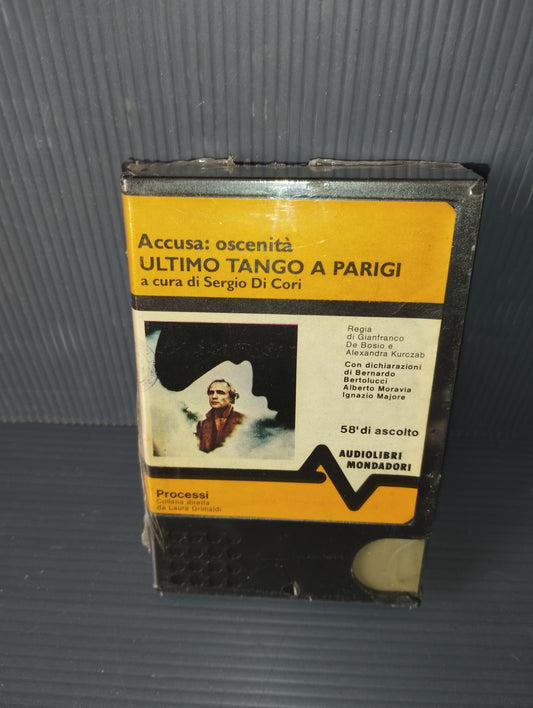 Accusa: oscenità
ULTIMO TANGO A PARIGI
a cura di Sergio Di Cori
Regia
di Gianfranco
De Bosio e
Alexandra Kurczab
Con dichiarazioni
di Bernardo
Bertolucci
Alberto Moravia
Ignazio Majore
58' di ascolto
AUDIOLIBRI
MONDADORI
Processi
Collana diretta
da Laura Grimaldi